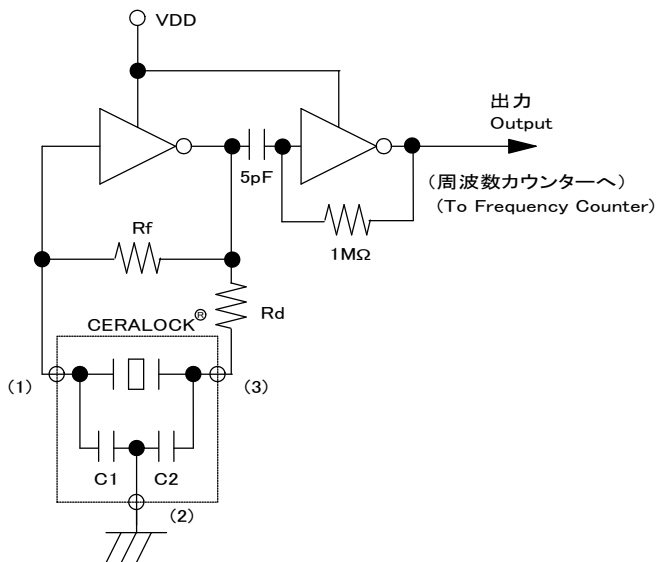 VDD
出力
Output
5pF
(周波数カウンターへ)
(To Frequency Counter)
Rf
1MΩ
Rd
CERALOCK®
(1)
(3)
C1
C2
(2)